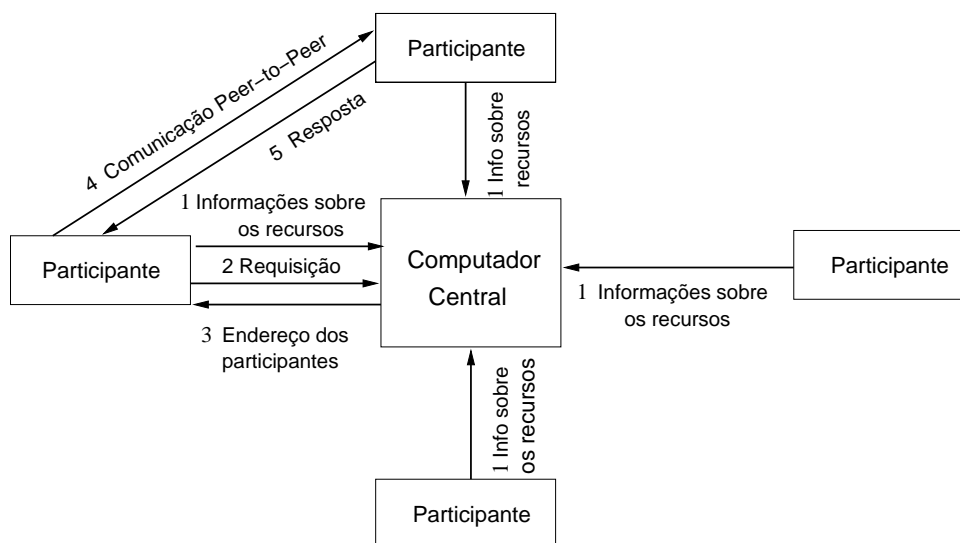 Participante
4 Comunicação Peer–to–Peer
5 Resposta
1 Info sobre
recursos
1 Informações sobre
os recursos
Participante
2 Requisição
Computador
Central
Participante
1 Informações sobre
os recursos
3 Endereço dos
participantes
1 Info sobre
os recursos
Participante